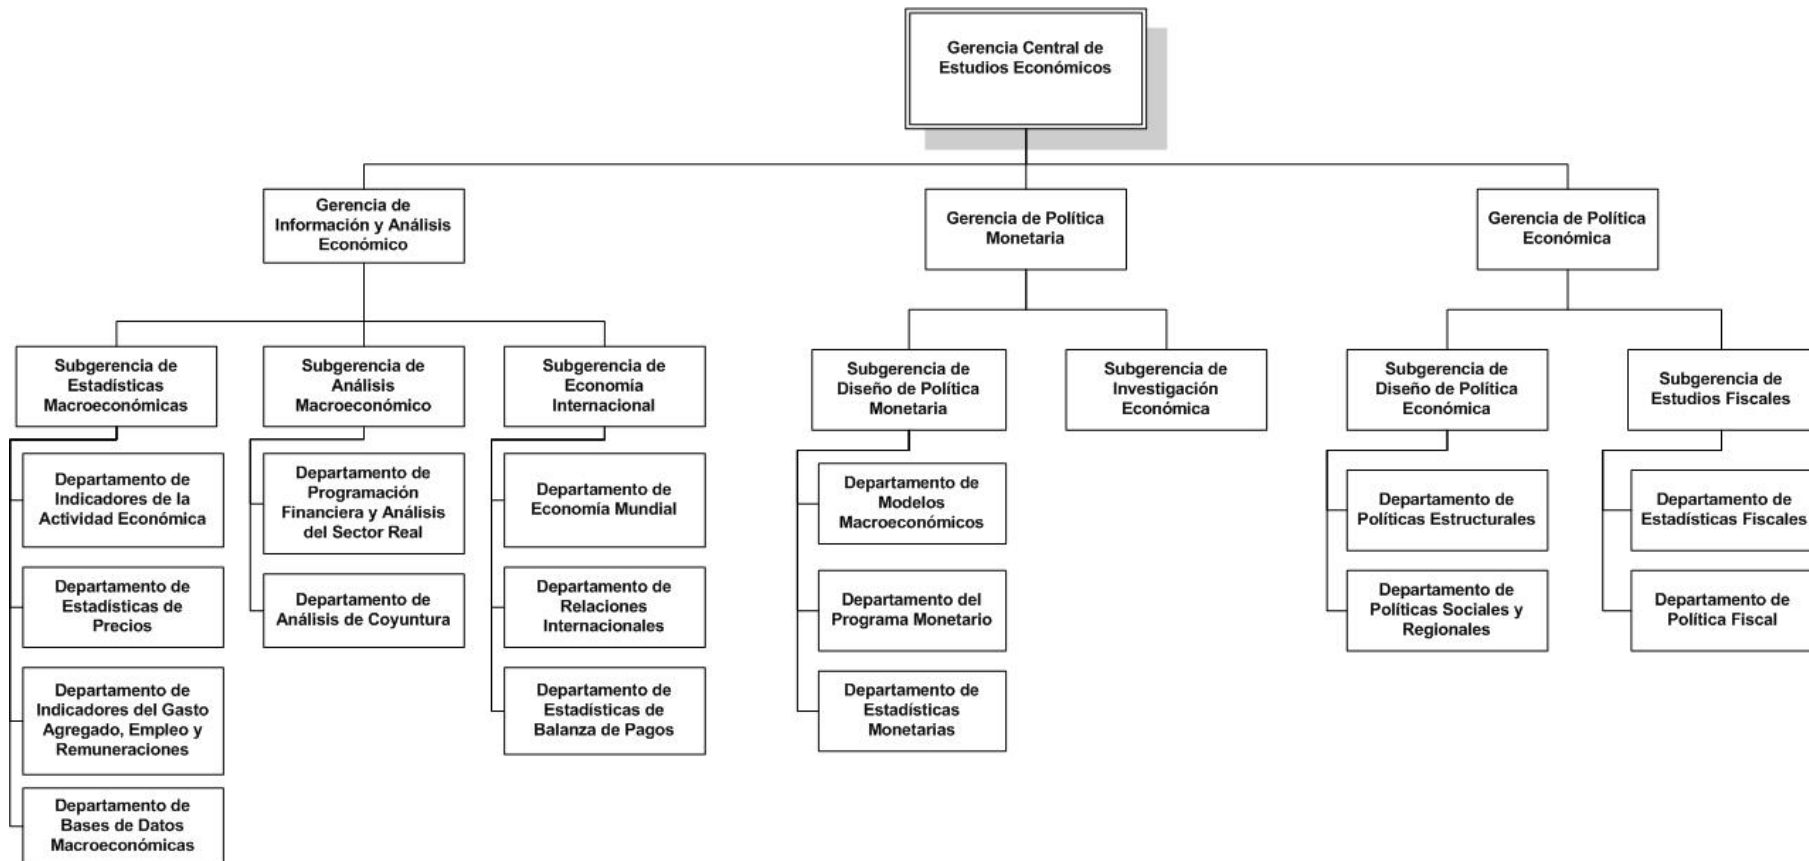 Gerencia Central de
Estudios Económicos
Gerencia de
Información y Análisis
Económico
Gerencia de Política
Monetaria
Gerencia de Política
Económica
Subgerencia de
Estadísticas
Macroeconómicas
Subgerencia de
Análisis
Macroeconómico
Subgerencia de
Economía
Internacional
Subgerencia de
Diseño de Política
Monetaria
Subgerencia de
Investigación
Económica
Subgerencia de
Diseño de Política
Económica
Subgerencia de
Estudios Fiscales
Departamento de
Indicadores de la
Actividad Económica
Departamento de
Estadísticas de
Precios
Departamento de
Indicadores del Gasto
Agregado, Empleo y
Remuneraciones
Departamento de
Bases de Datos
Macroeconómicas
Departamento de
Programación
Financiera y Análisis
del Sector Real
Departamento de
Análisis de Coyuntura
Departamento de
Economía Mundial
Departamento de
Relaciones
Internacionales
Departamento de
Estadísticas de
Balanza de Pagos
Departamento de
Modelos
Macroeconómicos
Departamento del
Programa Monetario
Departamento de
Estadísticas
Monetarias
Departamento de
Políticas Estructurales
Departamento de
Políticas Sociales y
Regionales
Departamento de
Estadísticas Fiscales
Departamento de
Política Fiscal